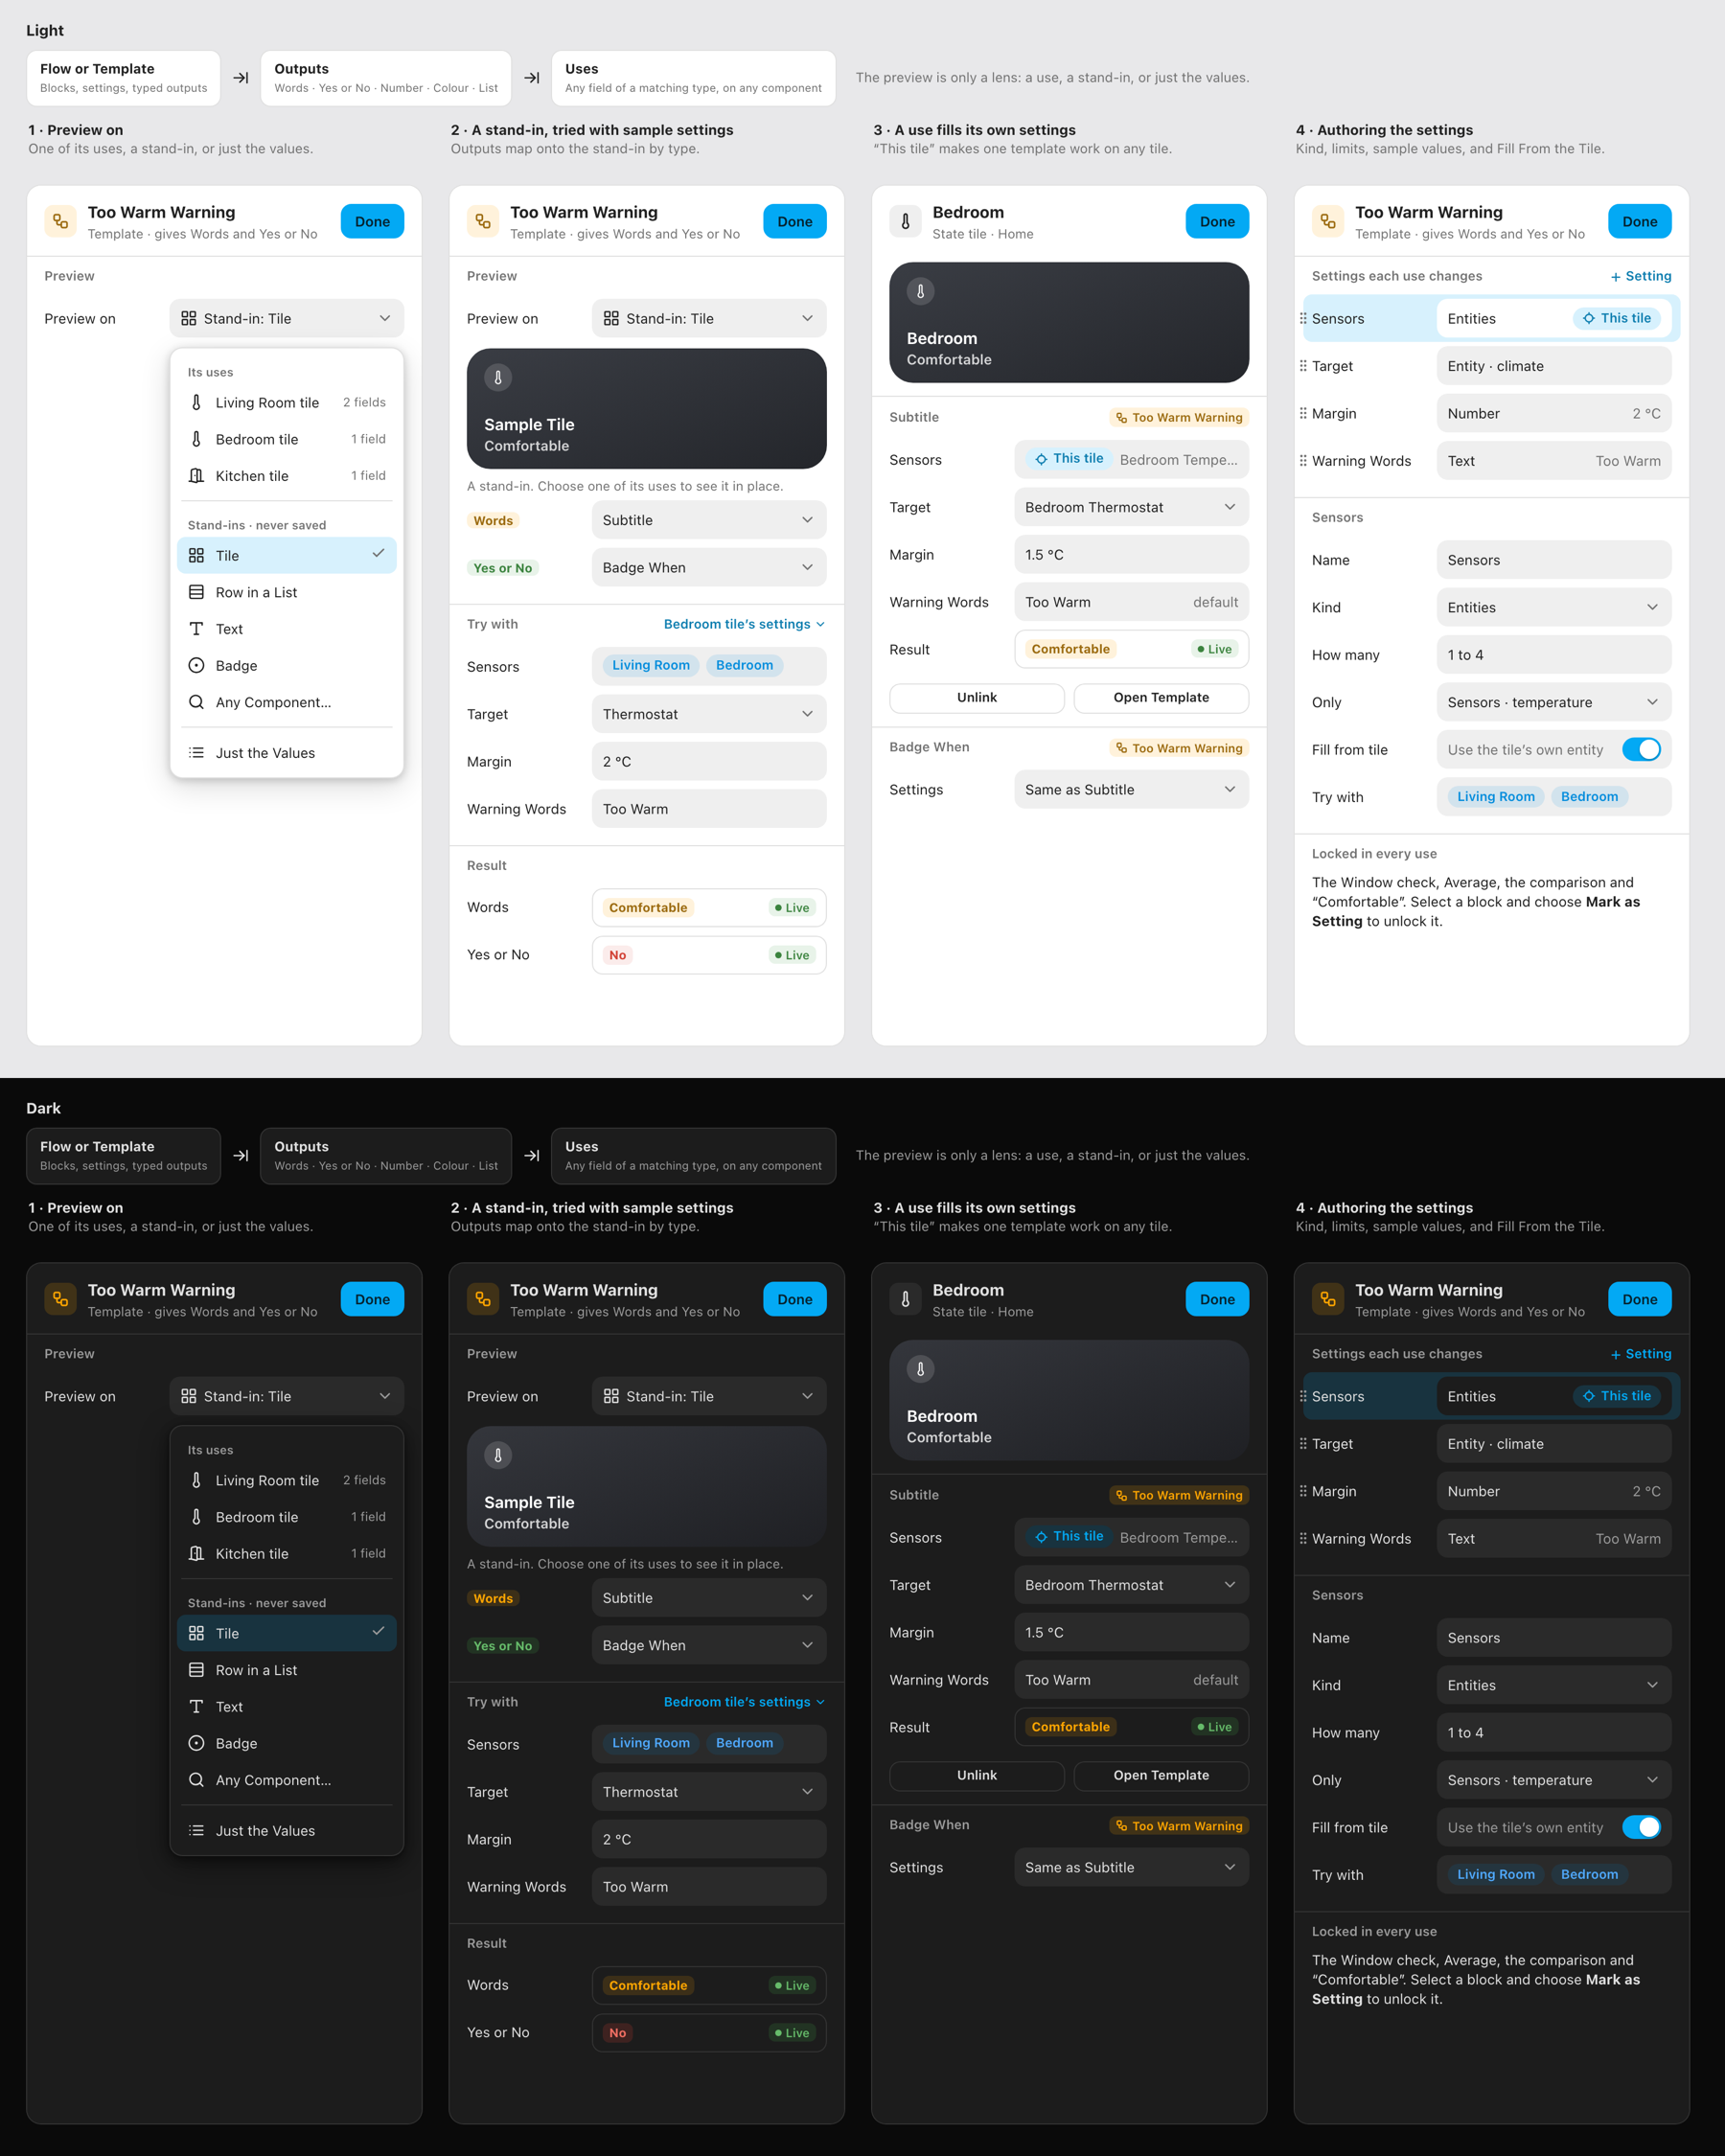 Light
Flow or Template
Blocks, settings, typed outputs
Outputs
Words · Yes or No · Number · Colour · List
Uses
Any field of a matching type, on any component
The preview is only a lens: a use, a stand-in, or just the values.
1 · Preview on
One of its uses, a stand-in, or just the values.
Too Warm Warning
Template · gives Words and Yes or No
Done
Preview
Preview on
Stand-in: Tile
Its uses
Living Room tile 2 fields
Bedroom tile 1 field
Kitchen tile 1 field
Stand-ins · never saved
Tile
Row in a List
Text
Badge
Any Component...
Just the Values
2 · A stand-in, tried with sample settings
Outputs map onto the stand-in by type.
Too Warm Warning
Template · gives Words and Yes or No
Done
Preview
Preview on
Stand-in: Tile
Sample Tile
Comfortable
A stand-in. Choose one of its uses to see it in place.
Words Subtitle
Yes or No Badge When
Try with Bedroom tile's settings
Sensors Living Room Bedroom
Target Thermostat
Margin 2 °C
Warning Words Too Warm
Result
Words Comfortable Live
Yes or No No Live
3 · A use fills its own settings
“This tile” makes one template work on any tile.
Bedroom
State tile · Home
Done
Bedroom
Comfortable
Subtitle Too Warm Warning
Sensors This tile Bedroom Tempe...
Target Bedroom Thermostat
Margin 1.5 °C
Warning Words Too Warm default
Result Comfortable Live
Unlink Open Template
Badge When Too Warm Warning
Settings Same as Subtitle
4 · Authoring the settings
Kind, limits, sample values, and Fill From the Tile.
Too Warm Warning
Template · gives Words and Yes or No
Done
Settings each use changes + Setting
Sensors Entities This tile
Target Entity · climate
Margin Number 2 °C
Warning Words Text Too Warm
Sensors
Name Sensors
Kind Entities
How many 1 to 4
Only Sensors · temperature
Fill from tile Use the tile's own entity
Try with Living Room Bedroom
Locked in every use
The Window check, Average, the comparison and
“Comfortable”. Select a block and choose Mark as
Setting to unlock it.
Dark
Flow or Template
Blocks, settings, typed outputs
Outputs
Words · Yes or No · Number · Colour · List
Uses
Any field of a matching type, on any component
The preview is only a lens: a use, a stand-in, or just the values.
1 · Preview on
One of its uses, a stand-in, or just the values.
Too Warm Warning
Template · gives Words and Yes or No
Done
Preview
Preview on
Stand-in: Tile
Its uses
Living Room tile 2 fields
Bedroom tile 1 field
Kitchen tile 1 field
Stand-ins · never saved
Tile
Row in a List
Text
Badge
Any Component...
Just the Values
2 · A stand-in, tried with sample settings
Outputs map onto the stand-in by type.
Too Warm Warning
Template · gives Words and Yes or No
Done
Preview
Preview on
Stand-in: Tile
Sample Tile
Comfortable
A stand-in. Choose one of its uses to see it in place.
Words Subtitle
Yes or No Badge When
Try with Bedroom tile's settings
Sensors Living Room Bedroom
Target Thermostat
Margin 2 °C
Warning Words Too Warm
Result
Words Comfortable Live
Yes or No No Live
3 · A use fills its own settings
“This tile” makes one template work on any tile.
Bedroom
State tile · Home
Done
Bedroom
Comfortable
Subtitle Too Warm Warning
Sensors This tile Bedroom Tempe...
Target Bedroom Thermostat
Margin 1.5 °C
Warning Words Too Warm default
Result Comfortable Live
Unlink Open Template
Badge When Too Warm Warning
Settings Same as Subtitle
4 · Authoring the settings
Kind, limits, sample values, and Fill From the Tile.
Too Warm Warning
Template · gives Words and Yes or No
Done
Settings each use changes + Setting
Sensors Entities This tile
Target Entity · climate
Margin Number 2 °C
Warning Words Text Too Warm
Sensors
Name Sensors
Kind Entities
How many 1 to 4
Only Sensors · temperature
Fill from tile Use the tile's own entity
Try with Living Room Bedroom
Locked in every use
The Window check, Average, the comparison and
“Comfortable”. Select a block and choose Mark as
Setting to unlock it.